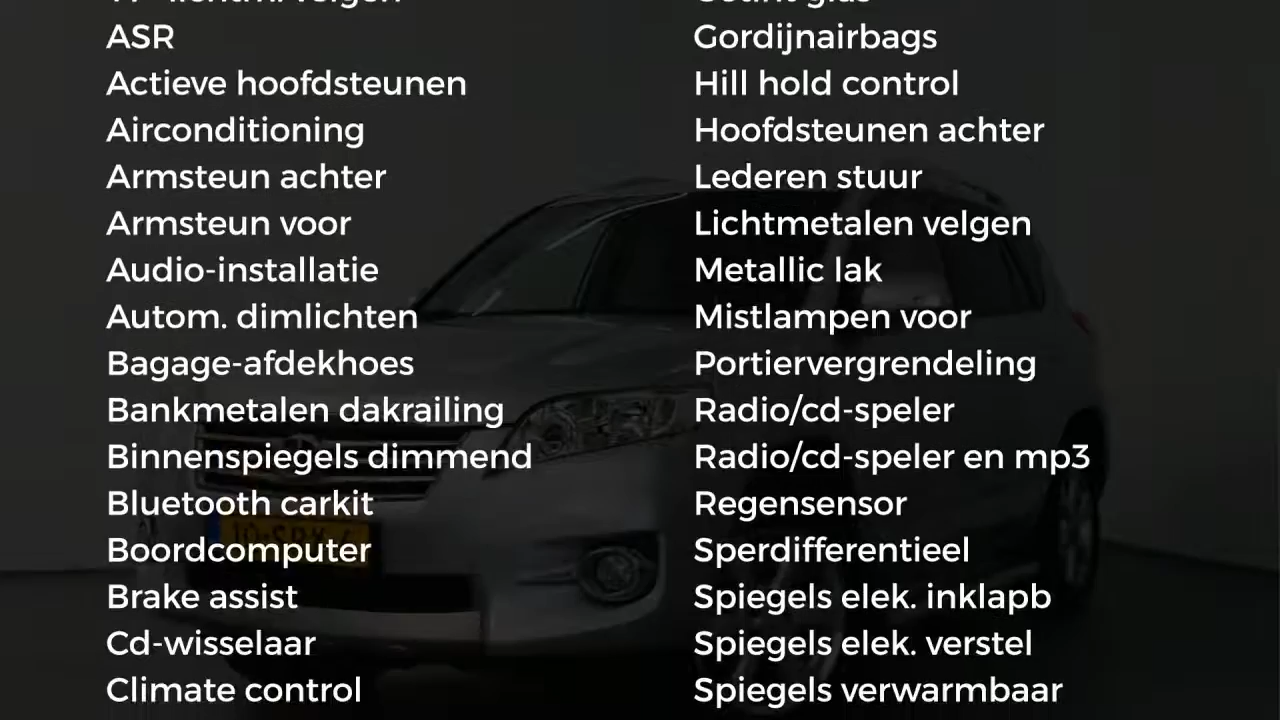 ASR
Actieve hoofdsteunen
Airconditioning
Armsteun achter
Armsteun voor
Audio-installatie
Autom. dimlichten
Bagage-afdekhoes
Bankmetalen dakrailing
Binnenspiegels dimmend
Bluetooth carkit
Boordcomputer
Brake assist
Cd-wisselaar
Climate control
Gordijnairbags
Hill hold control
Hoofdsteunen achter
Lederen stuur
Lichtmetalen velgen
Metallic lak
Mistlampen voor
Portiervergrendeling
Radio/cd-speler
Radio/cd-speler en mp3
Regensensor
Sperdifferentieel
Spiegels elek. inklapb
Spiegels elek. verstel
Spiegels verwarmbaar